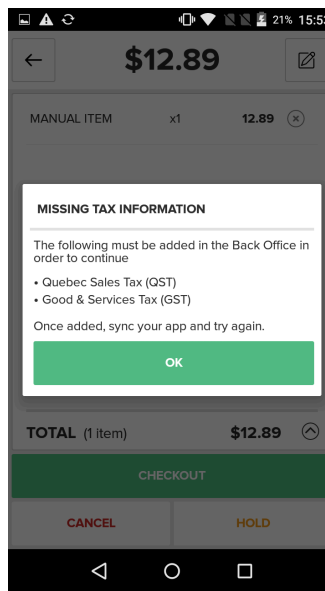 21% 15:5
$12.89
MANUAL ITEM x1 12.89
MISSING TAX INFORMATION
The following must be added in the Back Office in
order to continue
• Quebec Sales Tax (QST)
• Good & Services Tax (GST)
Once added, sync your app and try again.
OK
TOTAL (1 item) $12.89
CHECKOUT
CANCEL HOLD